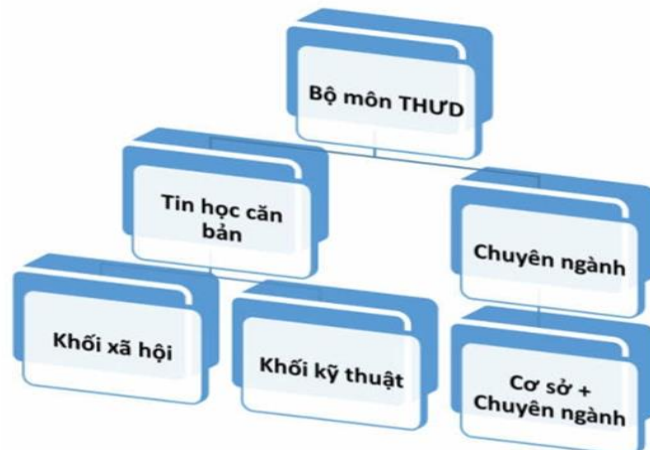 Bộ môn THƯD
Tin học căn
bản
Chuyên ngành
Khối xã hội
Khối kỹ thuật
Cơ sở +
Chuyên ngành